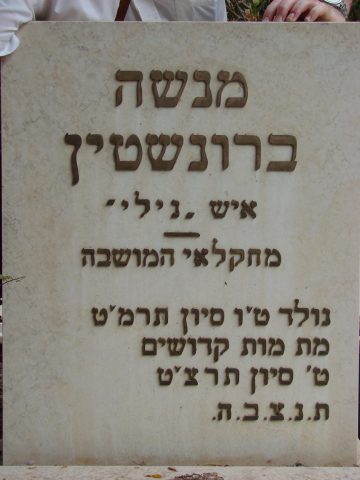 מנשה
ברונשטין
איש „נילי״
מחקלאי המושבה
נולד ט״ו סיון תרמ״ט
מת מות קדושים
ט׳ סיון תרצ״ט
ת.נ.צ.ב.ה.